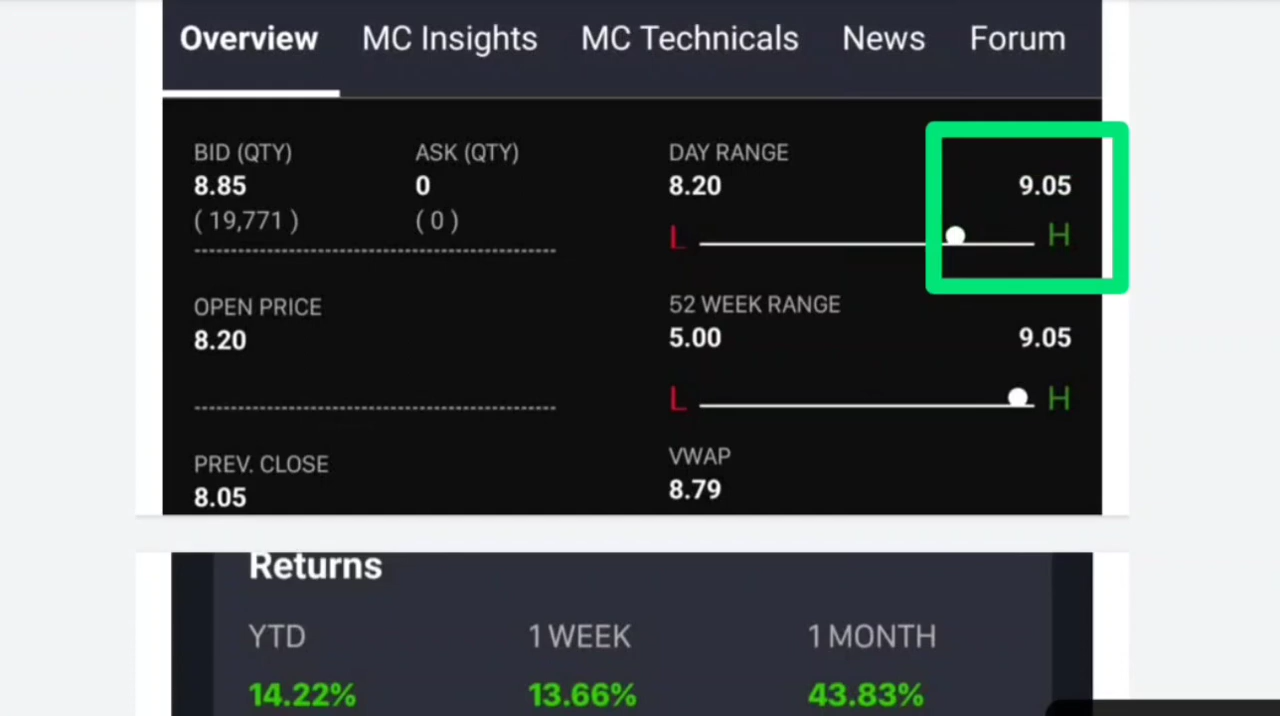 Overview MC Insights MC Technicals News Forum
BID (QTY) ASK (QTY) DAY RANGE
8.85 0 8.20 9.05
( 19,771 ) ( 0 )
L H
OPEN PRICE 52 WEEK RANGE
8.20 5.00 9.05
L H
PREV. CLOSE VWAP
8.05 8.79
Returns
YTD 1 WEEK 1 MONTH
14.22% 13.66% 43.83%